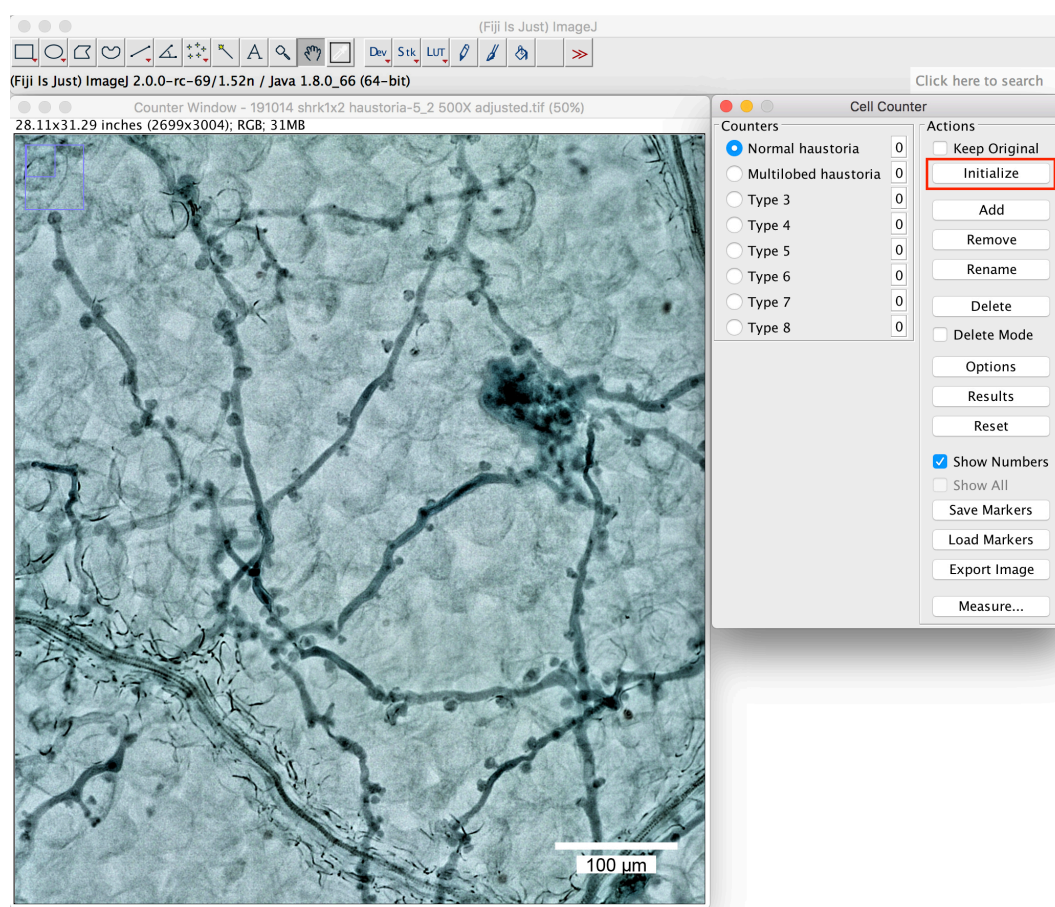 (Fiji Is Just) ImageJ
A Dev Stk LUT >>
(Fiji Is Just) ImageJ 2.0.0-rc-69/1.52n / Java 1.8.0_66 (64-bit)
Click here to search
Counter Window - 191014 shrk1x2 haustoria-5_2 500X adjusted.tif (50%)
28.11x31.29 inches (2699x3004); RGB; 31MB
100 µm
Cell Counter
Counters
Normal haustoria 0
Multilobed haustoria 0
Type 3 0
Type 4 0
Type 5 0
Type 6 0
Type 7 0
Type 8 0
Actions
Keep Original
Initialize
Add
Remove
Rename
Delete
Delete Mode
Options
Results
Reset
Show Numbers
Show All
Save Markers
Load Markers
Export Image
Measure...